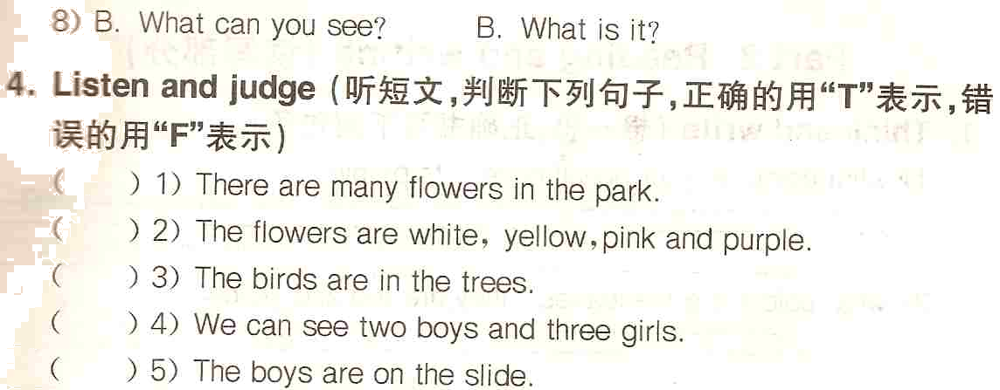 8) B. What can you see? B. What is it?
4. Listen and judge (听短文,判断下列句子,正确的用“T”表示,错
误的用“F”表示)
( ) 1) There are many flowers in the park.
( ) 2) The flowers are white, yellow,pink and purple.
( ) 3) The birds are in the trees.
( ) 4) We can see two boys and three girls.
( ) 5) The boys are on the slide.